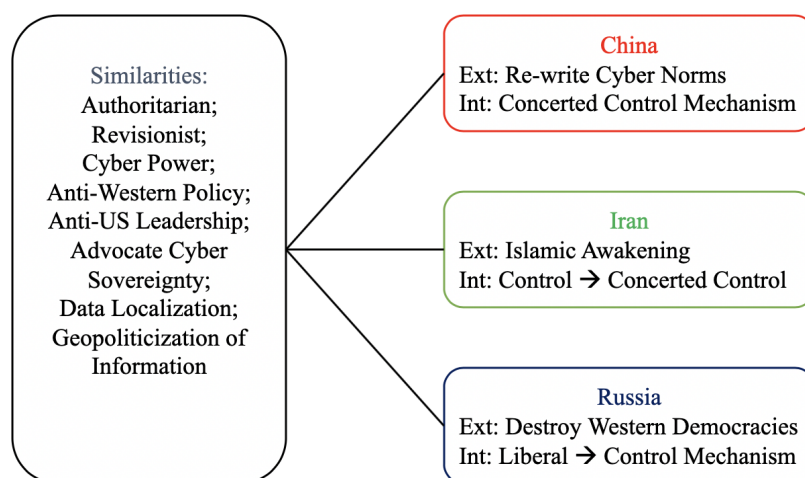 Similarities:
Authoritarian;
Revisionist;
Cyber Power;
Anti-Western Policy;
Anti-US Leadership;
Advocate Cyber
Sovereignty;
Data Localization;
Geopoliticization of
Information
China
Ext: Re-write Cyber Norms
Int: Concerted Control Mechanism
Iran
Ext: Islamic Awakening
Int: Control → Concerted Control
Russia
Ext: Destroy Western Democracies
Int: Liberal → Control Mechanism